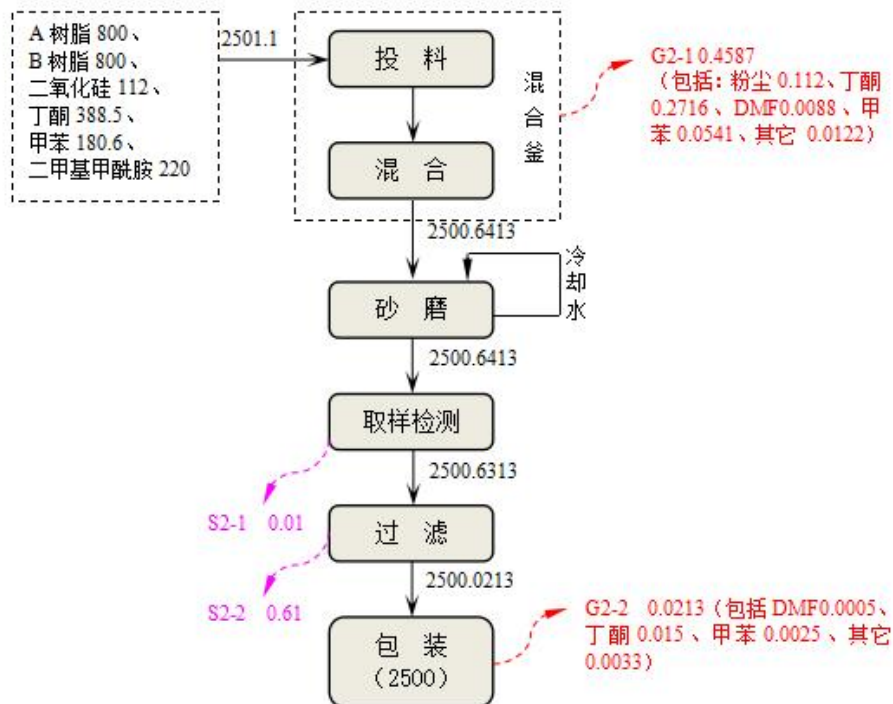 A 树脂 800、
B 树脂 800、
二氧化硅 112、
丁酮 388.5、
甲苯 180.6、
二甲基甲酰胺 220
2501.1
投 料
混 合
混
合
釜
G2-1 0.4587
（包括：粉尘 0.112、丁酮
0.2716、DMF0.0088、甲
苯 0.0541、其它 0.0122）
2500.6413
砂 磨
冷
却
水
2500.6413
取样检测
2500.6313
S2-1 0.01
过 滤
2500.0213
S2-2 0.61
包 装
（2500）
G2-2 0.0213（包括 DMF0.0005、
丁酮 0.015、甲苯 0.0025、其它
0.0033）